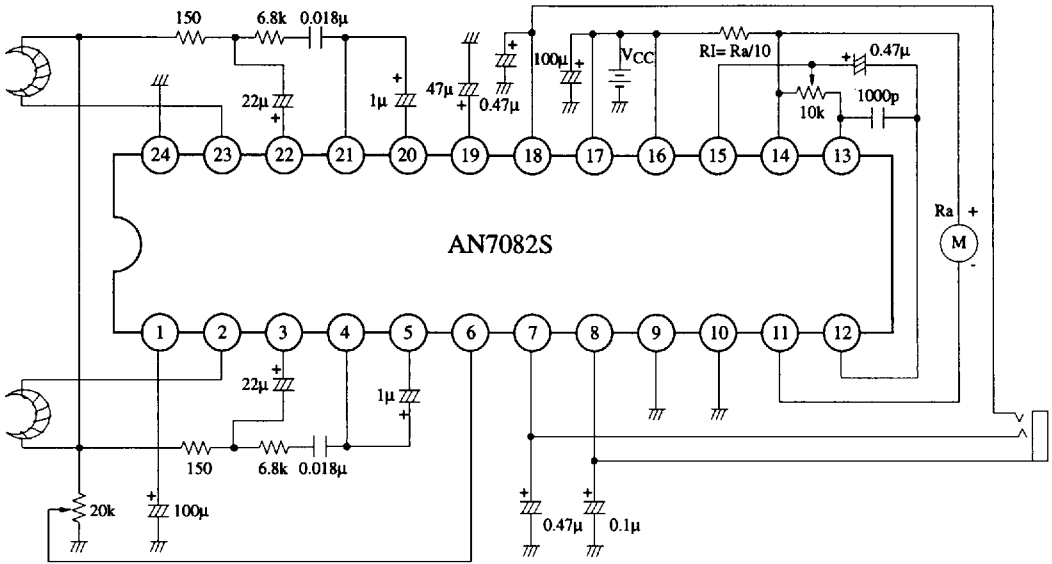 150
6.8k
0.018μ
22μ
+
1μ
+
47μ
+
0.47μ
+
100μ
+
VCC
RI= Ra/10
0.47μ
+
10k
1000p
24
23
22
21
20
19
18
17
16
15
14
13
AN7082S
Ra
+
M
-
1
2
3
4
5
6
7
8
9
10
11
12
22μ
+
1μ
+
150
6.8k
0.018μ
20k
+
100μ
+
0.47μ
+
0.1μ